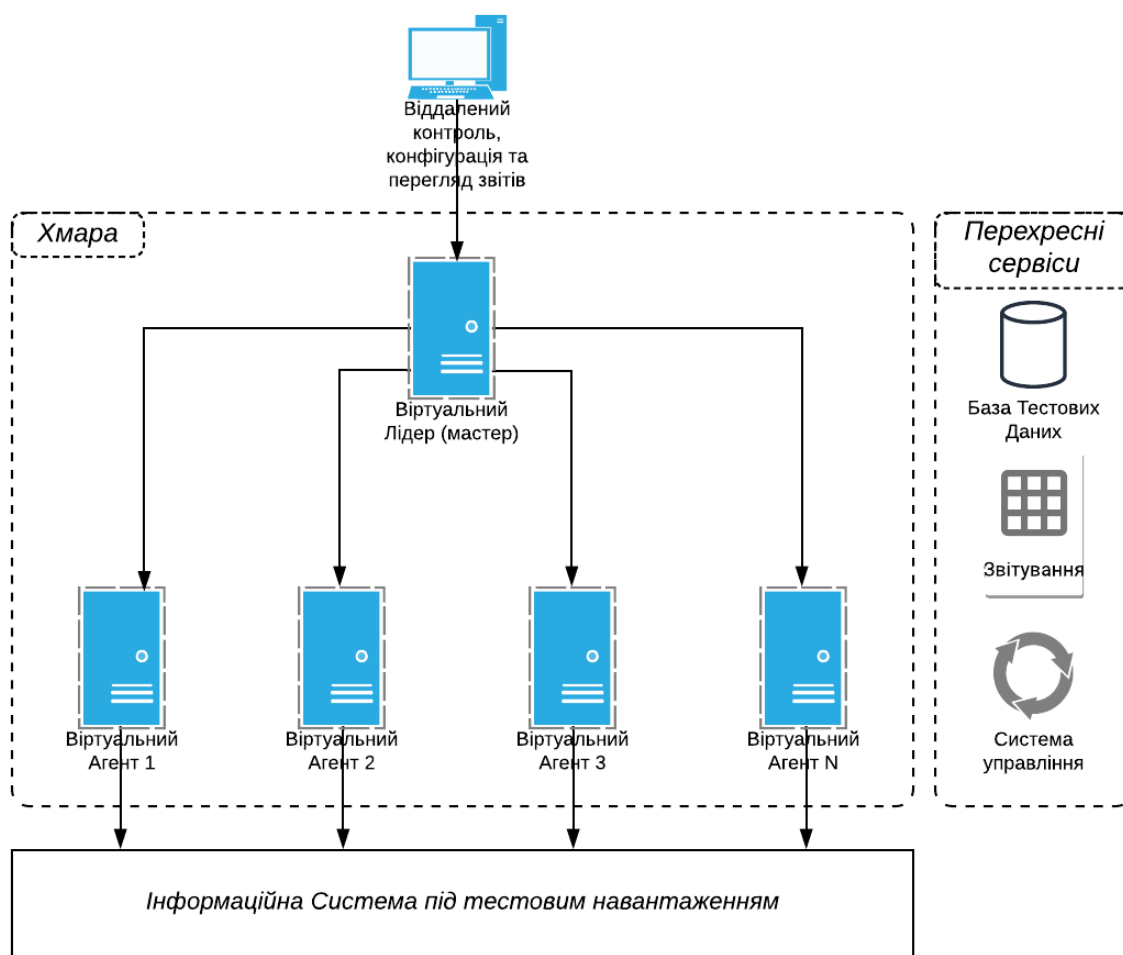 Віддалений
контроль,
конфігурація та
перегляд звітів
Хмара
Перехресні
сервіси
Віртуальний
Лідер (мастер)
База Тестових
Даних
Звітування
Система
управління
Віртуальний
Агент 1
Віртуальний
Агент 2
Віртуальний
Агент 3
Віртуальний
Агент N
Інформаційна Система під тестовим навантаженням